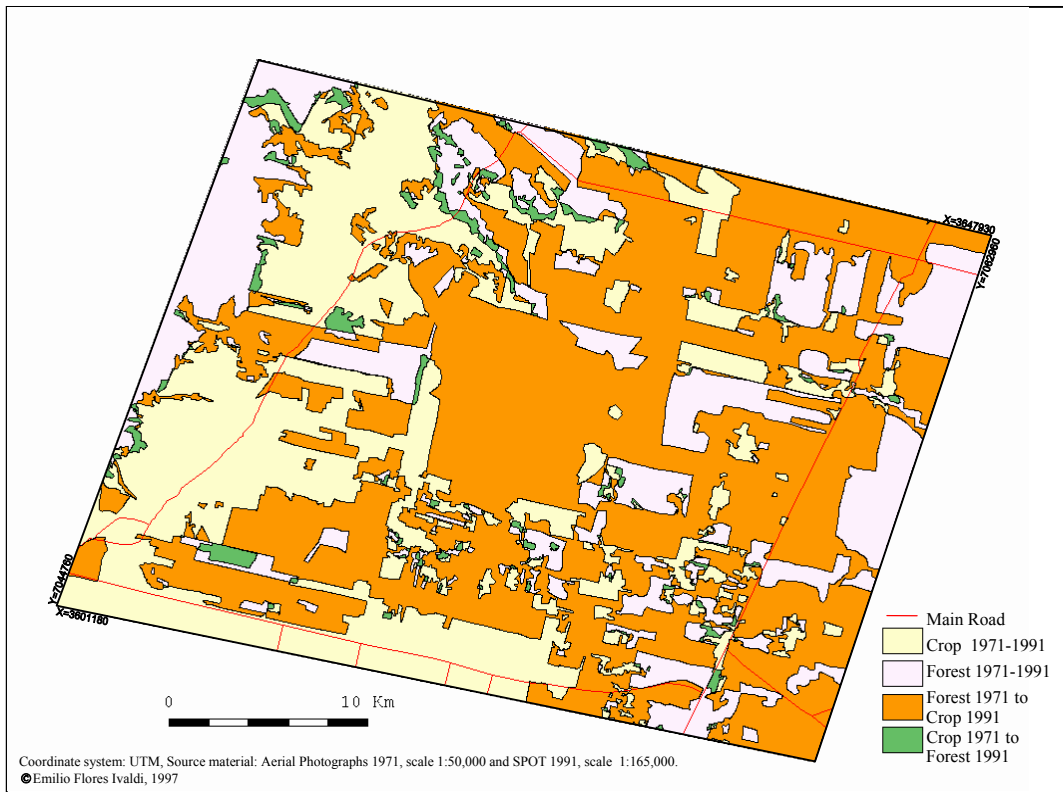 X=3647930
Y=7082960
Y=7044760
X=3601180
Main Road
Crop 1971-1991
Forest 1971-1991
Forest 1971 to
Crop 1991
Crop 1971 to
Forest 1991
0 10 Km
Coordinate system: UTM, Source material: Aerial Photographs 1971, scale 1:50,000 and SPOT 1991, scale 1:165,000.
©Emilio Flores Ivaldi, 1997